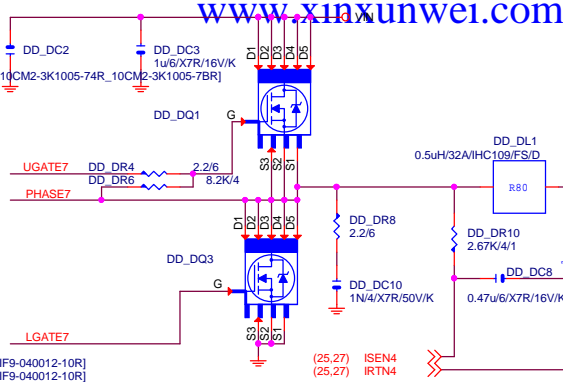 www.xinxunwei.com
VIN
DD_DC2
DD_DC3
1u/6/X7R/16V/K
10CM2-3K1005-74R_10CM2-3K1005-7BR]
D1 D2 D3 D4 D5
DD_DQ1
G
S3 S2 S1
UGATE7 DD_DR4 2.2/6
DD_DR6 8.2K/4
PHASE7
D1 D2 D3 D4 D5
DD_DQ3
G
S3 S2 S1
LGATE7
DD_DR8
2.2/6
DD_DC10
1N/4/X7R/50V/K
DD_DL1
0.5uH/32A/IHC109/FS/D
R80
DD_DR10
2.67K/4/1
DD_DC8
0.47u/6/X7R/16V/K
(25,27) ISEN4
(25,27) IRTN4
IF9-040012-10R]
IF9-040012-10R]